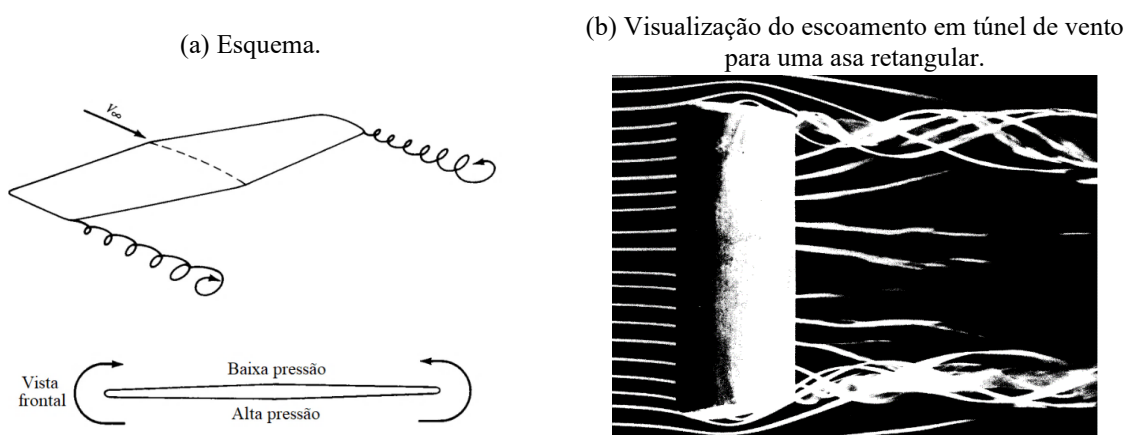 (a) Esquema.
V∞
Vista
frontal
Baixa pressão
Alta pressão
(b) Visualização do escoamento em túnel de vento
para uma asa retangular.